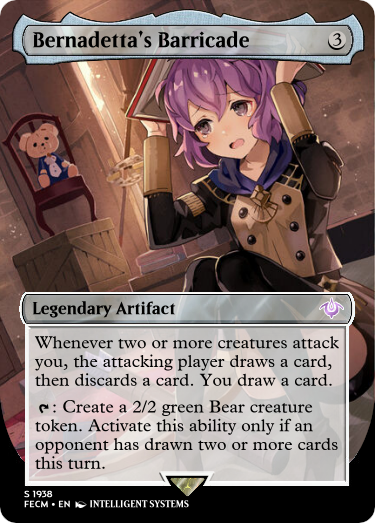 Bernadetta's Barricade 3
Legendary Artifact
Whenever two or more creatures attack
you, the attacking player draws a card,
then discards a card. You draw a card.
: Create a 2/2 green Bear creature
token. Activate this ability only if an
opponent has drawn two or more cards
this turn.
S 1938
FECM • EN INTELLIGENT SYSTEMS